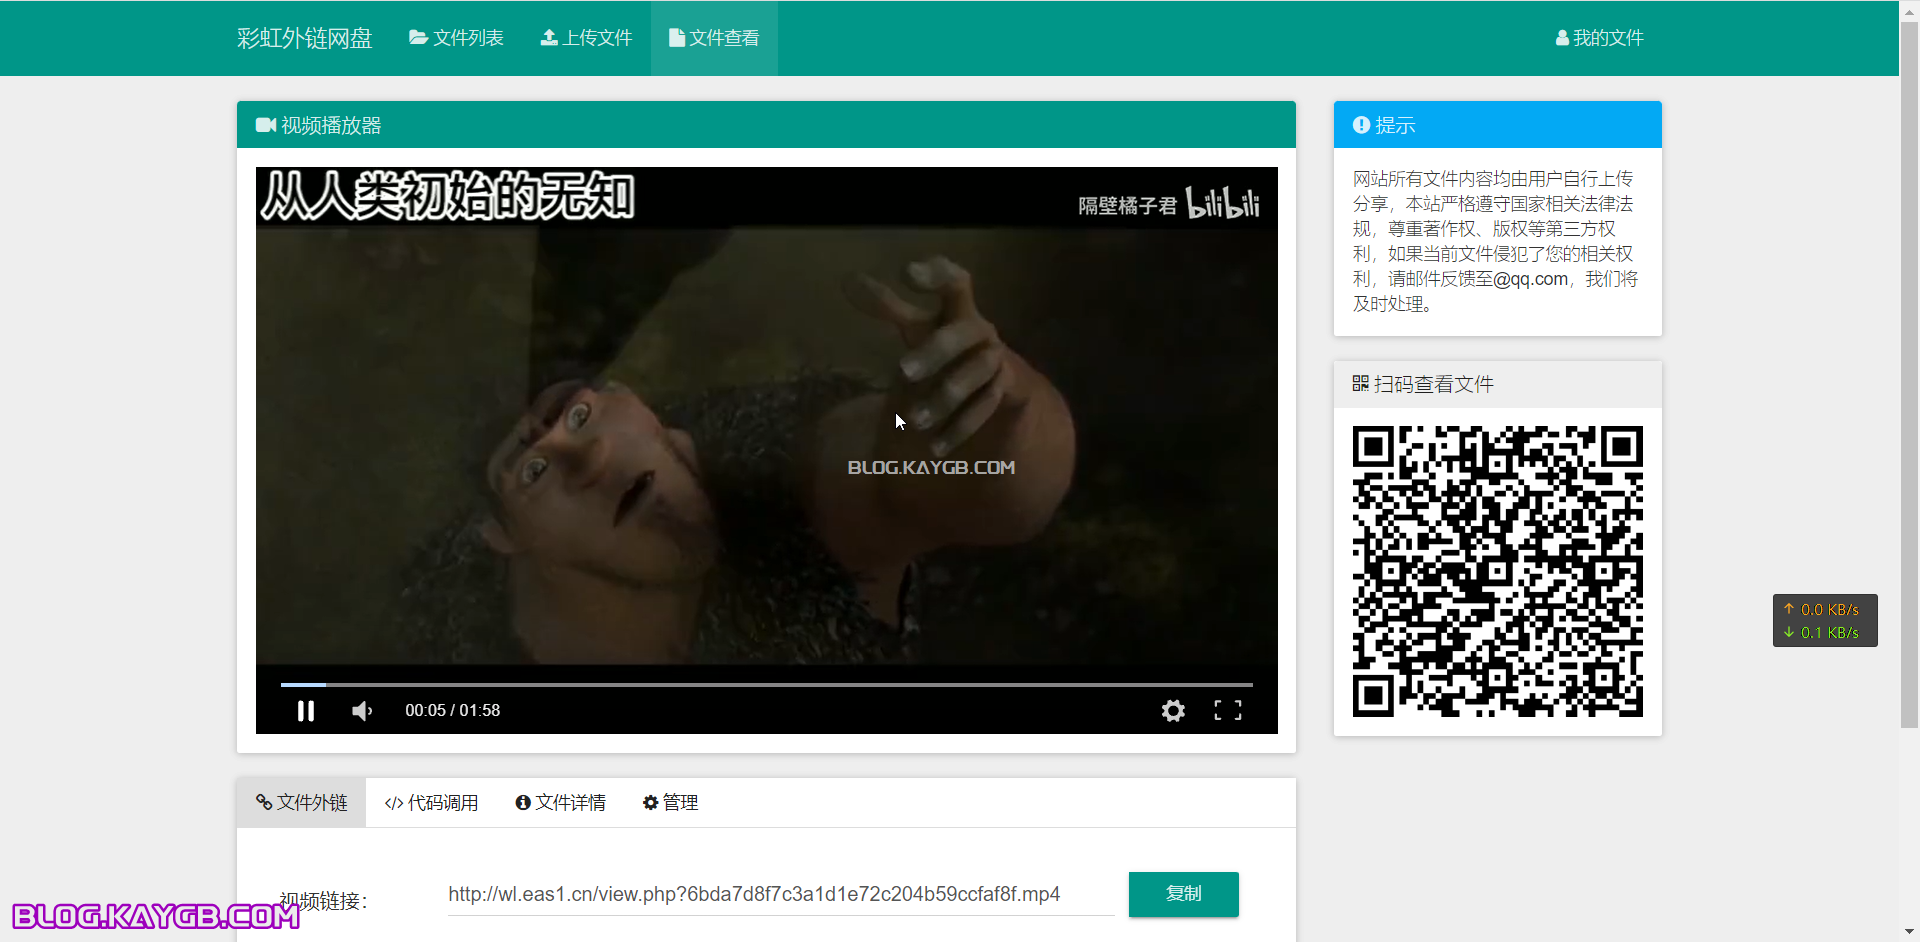 彩虹外链网盘 文件列表 上传文件 文件查看 我的文件
视频播放器
从人类初始的无知
隔壁橘子君 bilibili
BLOG.KAYGB.COM
00:05 / 01:58
提示
网站所有文件内容均由用户自行上传
分享，本站严格遵守国家相关法律法
规，尊重著作权、版权等第三方权
利，如果当前文件侵犯了您的相关权
利，请邮件反馈至@qq.com，我们将
及时处理。
扫码查看文件
↑ 0.0 KB/s
↓ 0.1 KB/s
文件外链 </> 代码调用 文件详情 管理
视频链接： http://wl.eas1.cn/view.php?6bda7d8f7c3a1d1e72c204b59ccfaf8f.mp4 复制
BLOG.KAYGB.COM